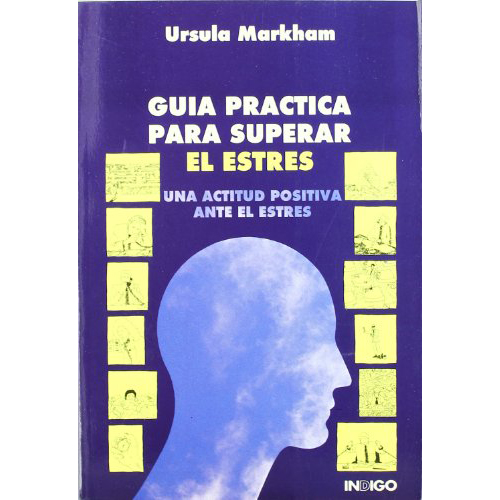 Ursula Markham
GUIA PRACTICA
PARA SUPERAR
EL ESTRES
UNA ACTITUD POSITIVA
ANTE EL ESTRES
INDIGO